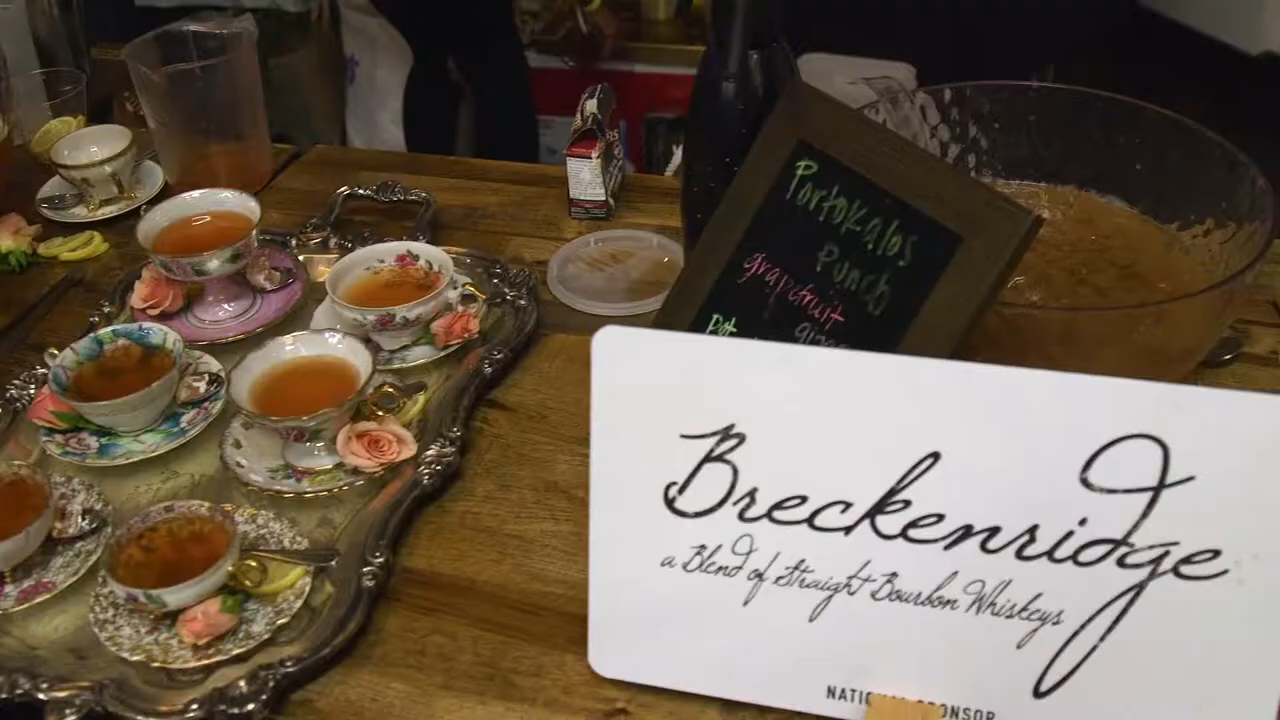 Portokalos
Punch
grapefruit
Breckenridge
a Blend of Straight Bourbon Whiskeys